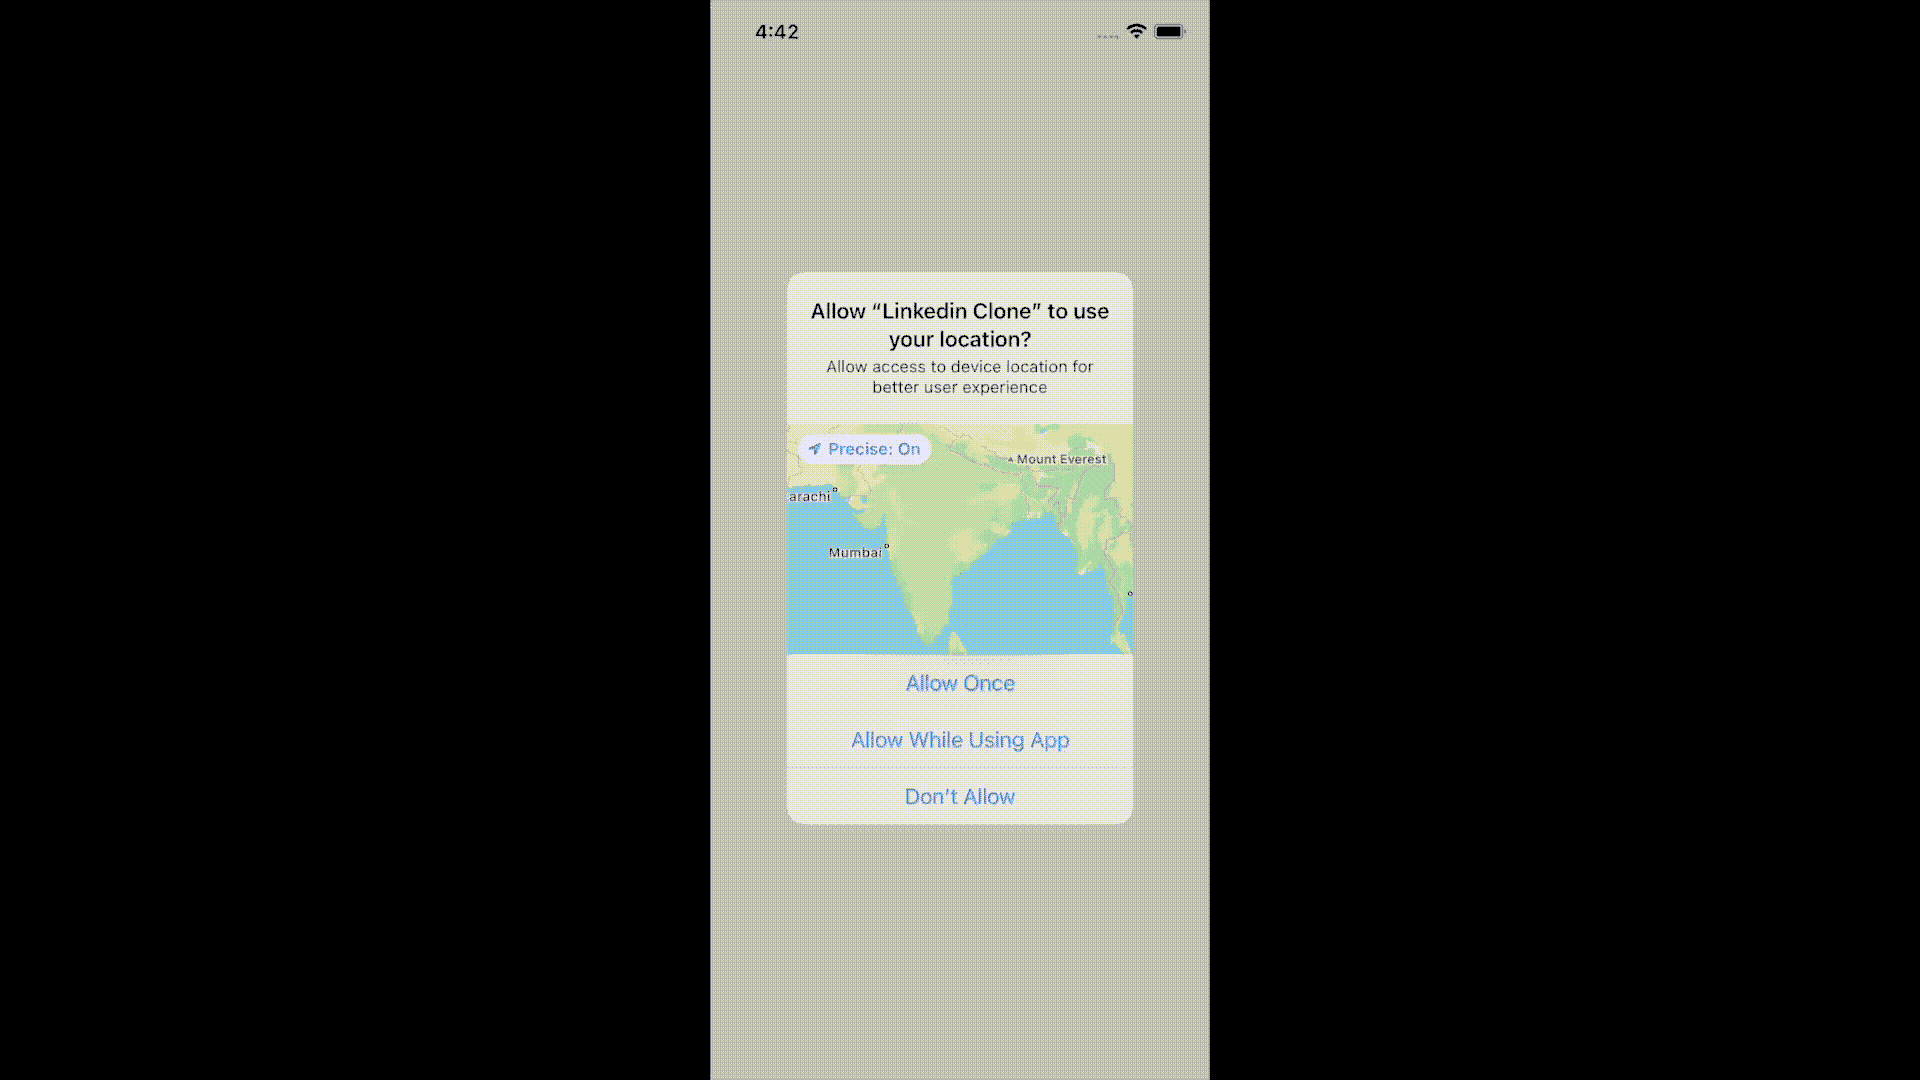 4:42
Allow “Linkedin Clone” to use
your location?
Allow access to device location for
better user experience
Precise: On
Mount Everest
arachi
Mumbai
Allow Once
Allow While Using App
Don’t Allow